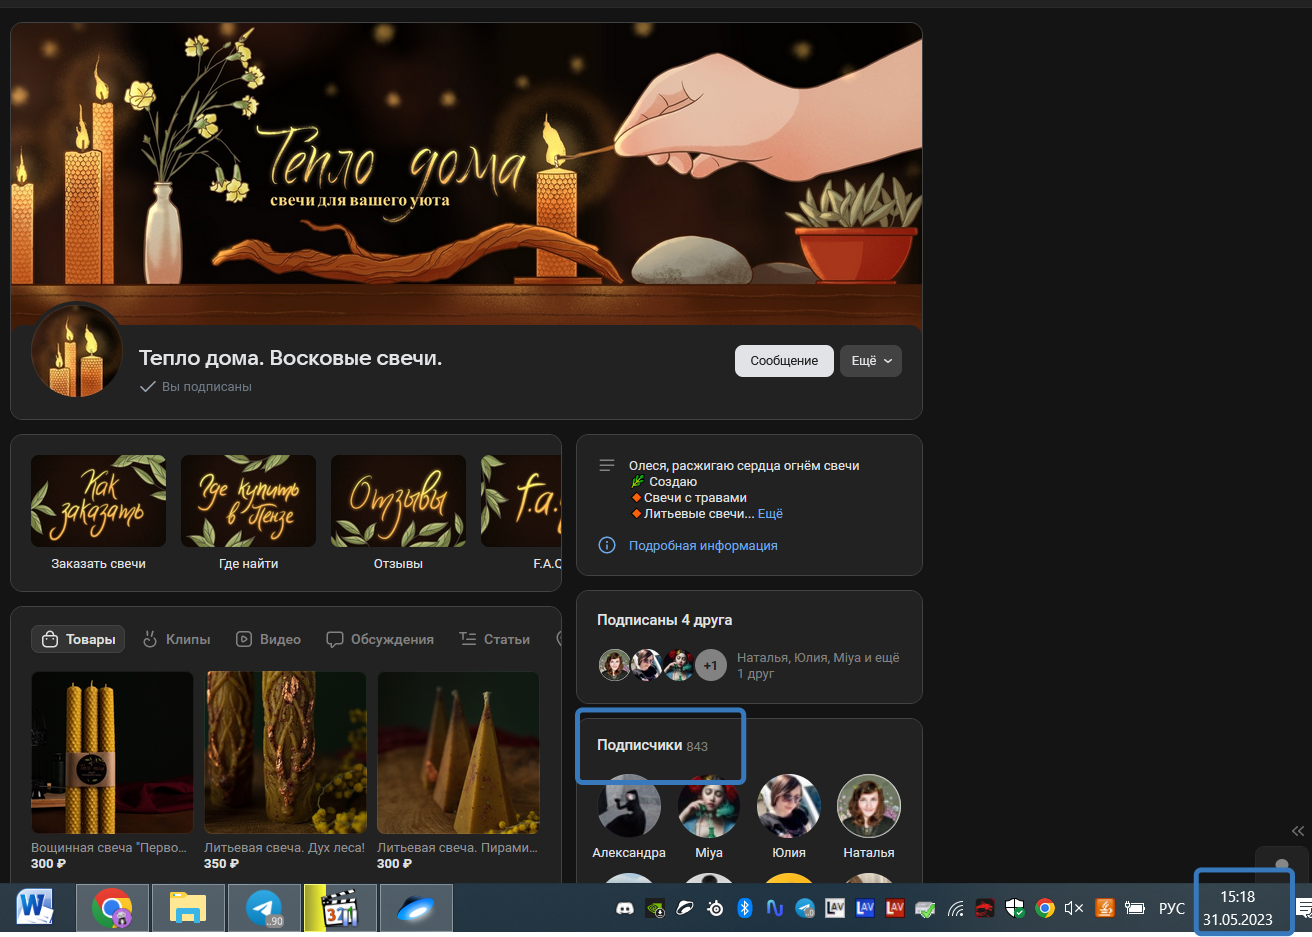 Тепло дома
свечи для вашего уюта
Тепло дома. Восковые свечи.
Вы подписаны
Сообщение
Ещё
Как заказать
Где купить в Пензе
Отзывы
f.a.
Заказать свечи
Где найти
Отзывы
F.A.Q
Олеся, расжигаю сердца огнём свечи
Создаю
Свечи с травами
Литьевые свечи... Ещё
Подробная информация
Товары
Клипы
Видео
Обсуждения
Статьи
Вощинная свеча "Перво...
300 ₽
Литьевая свеча. Дух леса!
350 ₽
Литьевая свеча. Пирами...
300 ₽
Подписаны 4 друга
+1
Наталья, Юлия, Miya и ещё
1 друг
Подписчики 843
Александра
Miya
Юлия
Наталья
W
..90
321
LAV
LAV
LAV
РУС
15:18
31.05.2023